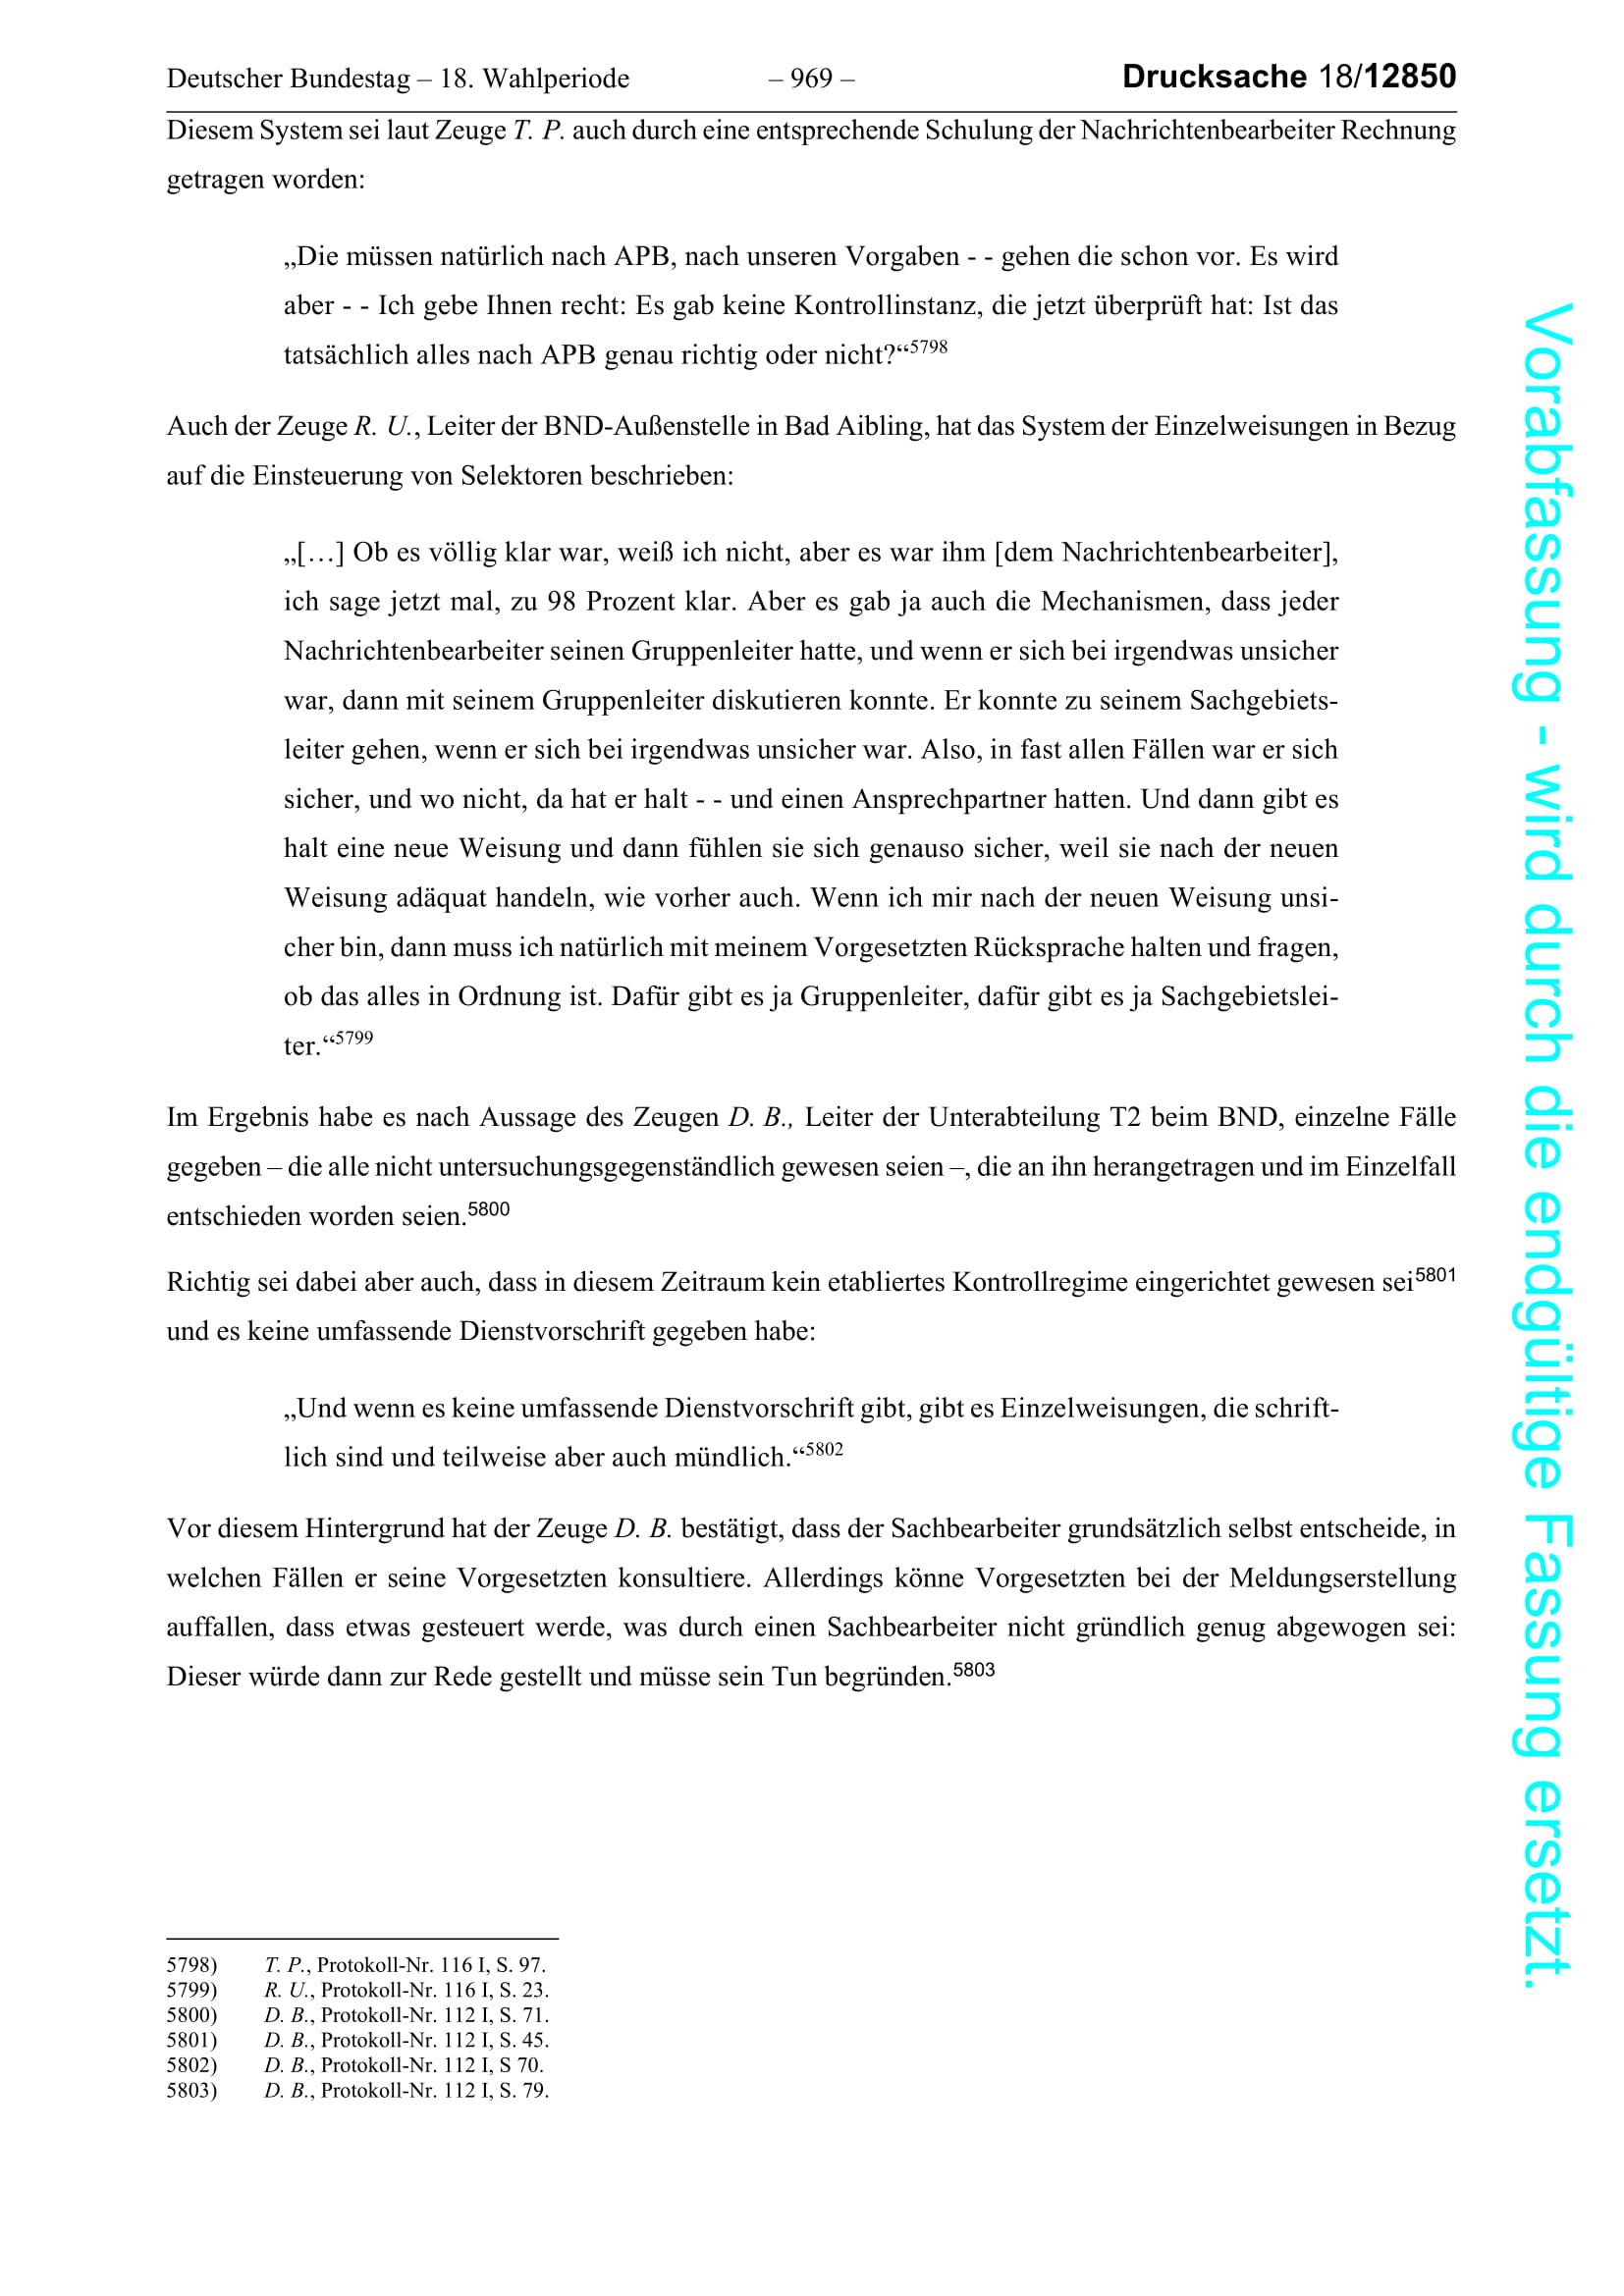 Deutscher Bundestag – 18. Wahlperiode – 969 – Drucksache 18/12850
Diesem System sei laut Zeuge T. P. auch durch eine entsprechende Schulung der Nachrichtenbearbeiter Rechnung
getragen worden:
„Die müssen natürlich nach APB, nach unseren Vorgaben - - gehen die schon vor. Es wird
aber - - Ich gebe Ihnen recht: Es gab keine Kontrollinstanz, die jetzt überprüft hat: Ist das
tatsächlich alles nach APB genau richtig oder nicht?“5798
Auch der Zeuge R. U., Leiter der BND-Außenstelle in Bad Aibling, hat das System der Einzelweisungen in Bezug
auf die Einsteuerung von Selektoren beschrieben:
„[…] Ob es völlig klar war, weiß ich nicht, aber es war ihm [dem Nachrichtenbearbeiter],
ich sage jetzt mal, zu 98 Prozent klar. Aber es gab ja auch die Mechanismen, dass jeder
Nachrichtenbearbeiter seinen Gruppenleiter hatte, und wenn er sich bei irgendwas unsicher
war, dann mit seinem Gruppenleiter diskutieren konnte. Er konnte zu seinem Sachgebiets-
leiter gehen, wenn er sich bei irgendwas unsicher war. Also, in fast allen Fällen war er sich
sicher, und wo nicht, da hat er halt - - und einen Ansprechpartner hatten. Und dann gibt es
halt eine neue Weisung und dann fühlen sie sich genauso sicher, weil sie nach der neuen
Weisung adäquat handeln, wie vorher auch. Wenn ich mir nach der neuen Weisung unsi-
cher bin, dann muss ich natürlich mit meinem Vorgesetzten Rücksprache halten und fragen,
ob das alles in Ordnung ist. Dafür gibt es ja Gruppenleiter, dafür gibt es ja Sachgebietslei-
ter.“5799
Im Ergebnis habe es nach Aussage des Zeugen D. B., Leiter der Unterabteilung T2 beim BND, einzelne Fälle
gegeben – die alle nicht untersuchungsgegenständlich gewesen seien –, die an ihn herangetragen und im Einzelfall
entschieden worden seien.5800
Richtig sei dabei aber auch, dass in diesem Zeitraum kein etabliertes Kontrollregime eingerichtet gewesen sei5801
und es keine umfassende Dienstvorschrift gegeben habe:
„Und wenn es keine umfassende Dienstvorschrift gibt, gibt es Einzelweisungen, die schrift-
lich sind und teilweise aber auch mündlich.“5802
Vor diesem Hintergrund hat der Zeuge D. B. bestätigt, dass der Sachbearbeiter grundsätzlich selbst entscheide, in
welchen Fällen er seine Vorgesetzten konsultiere. Allerdings könne Vorgesetzten bei der Meldungserstellung
auffallen, dass etwas gesteuert werde, was durch einen Sachbearbeiter nicht gründlich genug abgewogen sei:
Dieser würde dann zur Rede gestellt und müsse sein Tun begründen.5803
5798) T. P., Protokoll-Nr. 116 I, S. 97.
5799) R. U., Protokoll-Nr. 116 I, S. 23.
5800) D. B., Protokoll-Nr. 112 I, S. 71.
5801) D. B., Protokoll-Nr. 112 I, S. 45.
5802) D. B., Protokoll-Nr. 112 I, S 70.
5803) D. B., Protokoll-Nr. 112 I, S. 79.
Vorabfassung - wird durch die endgültige Fassung ersetzt.